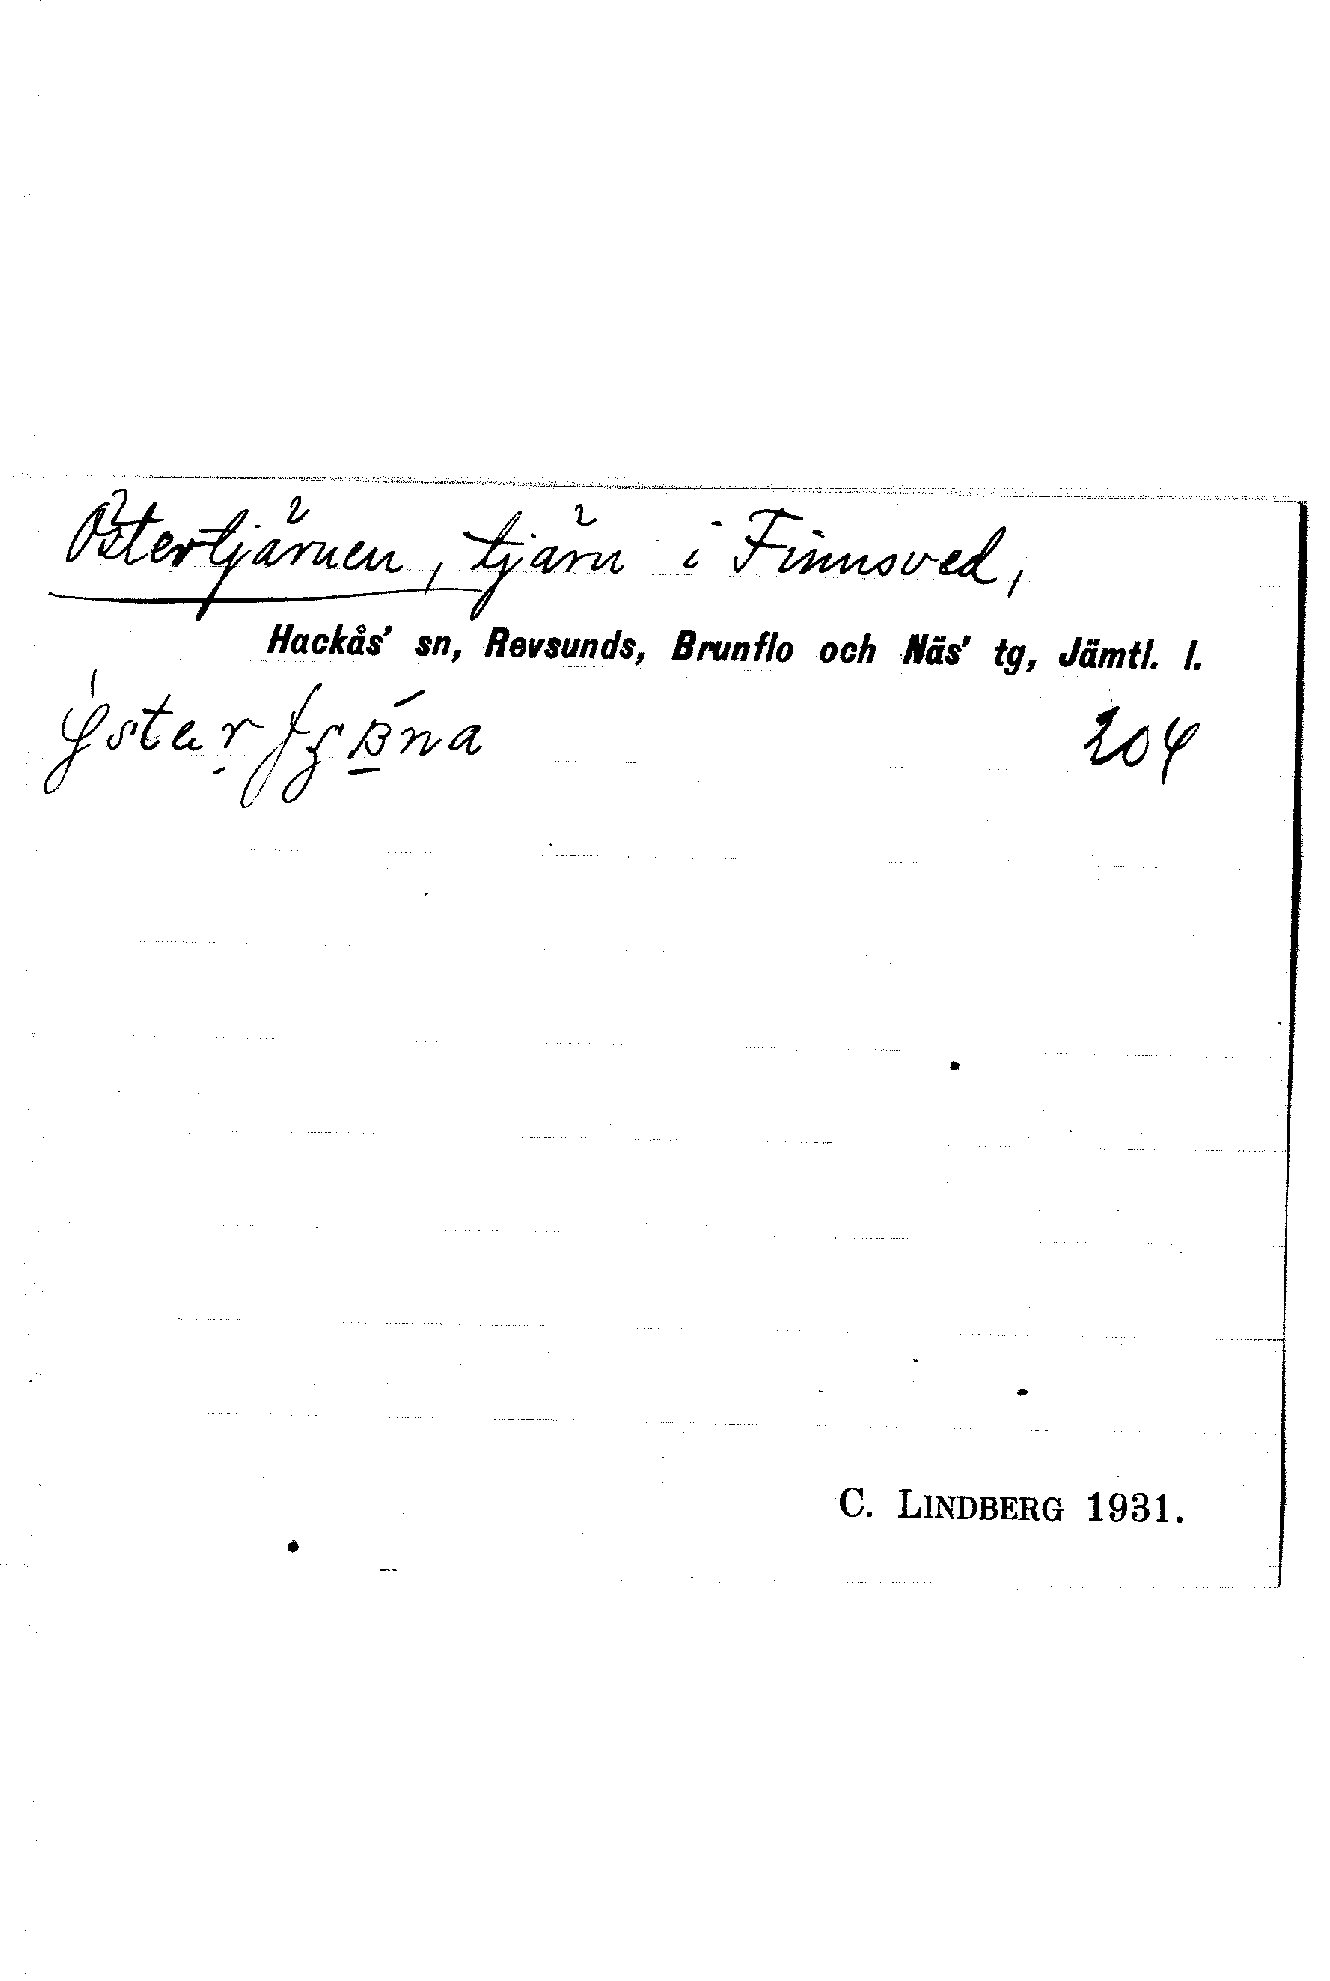 Östertjärnen, tjärn i Finnsved,
Hackås' sn, Revsunds, Brunflo och Näs' tg, Jämtl. l.
204
C. LINDBERG 1931.